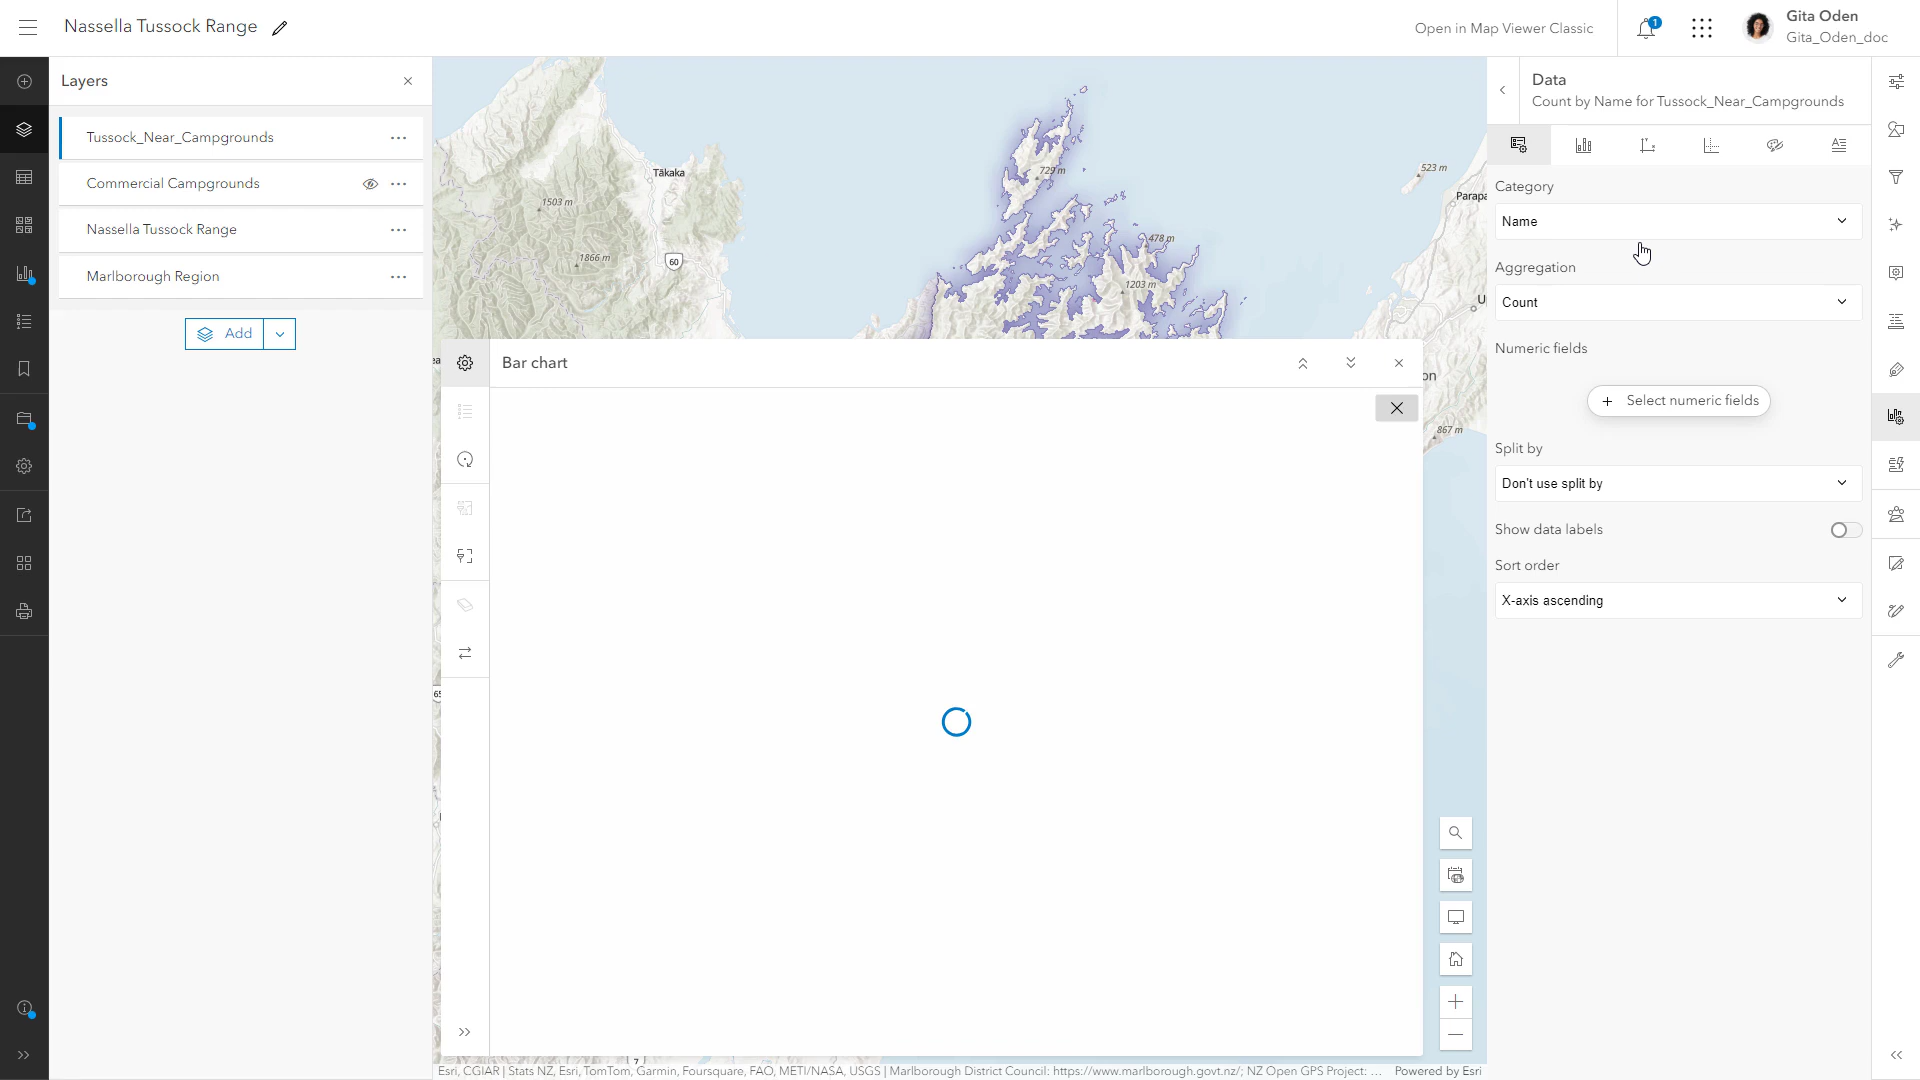 Nassella Tussock Range
Open in Map Viewer Classic
1
Gita Oden
Gita_Oden_doc
Layers
Tussock_Near_Campgrounds
Commercial Campgrounds
Nassella Tussock Range
Marlborough Region
Add
Tākaka
1503 m
1866 m
60
729 m
478 m
1203 m
523 m
Parapa
867 m
Bar chart
7
Data
Count by Name for Tussock_Near_Campgrounds
Category
Name
Aggregation
Count
Numeric fields
Select numeric fields
Split by
Don't use split by
Show data labels
Sort order
X-axis ascending
Esri, CGIAR | Stats NZ, Esri, TomTom, Garmin, Foursquare, FAO, METI/NASA, USGS | Marlborough District Council: https://www.marlborough.govt.nz/; NZ Open GPS Project: ...
Powered by Esri